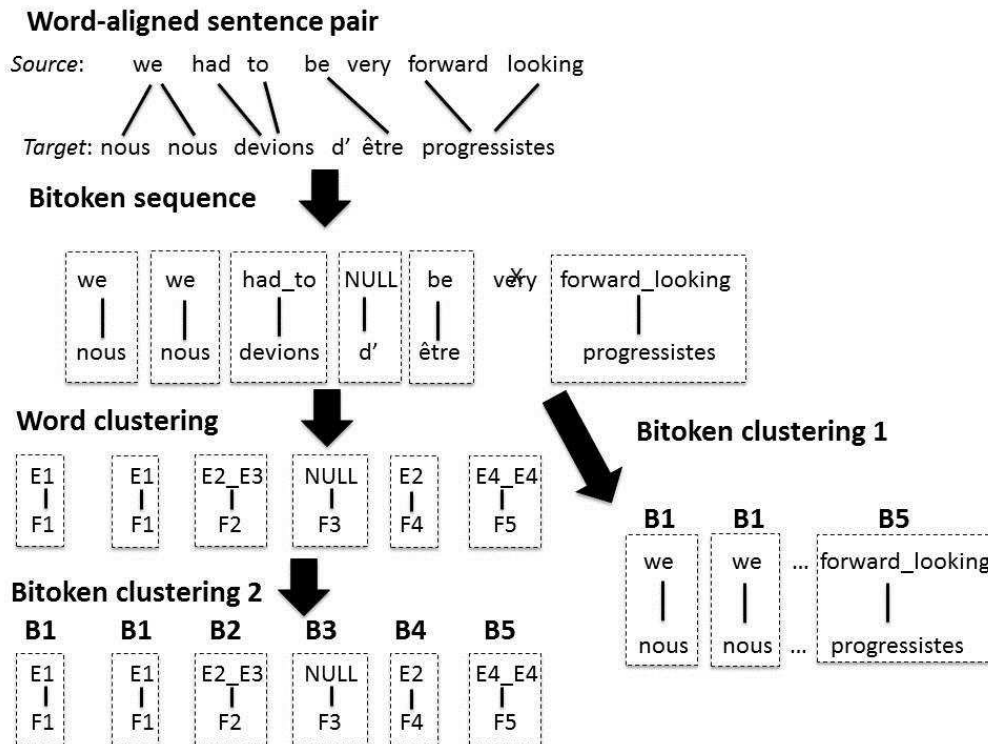 Word-aligned sentence pair
Source: we had to be very forward looking
Target: nous nous devions d' être progressistes
Bitoken sequence
we we had_to NULL be very forward_looking
X
nous nous devions d' être progressistes
Word clustering
E1 E1 E2_E3 NULL E2 E4_E4
F1 F1 F2 F3 F4 F5
Bitoken clustering 2
B1 B1 B2 B3 B4 B5
E1 E1 E2_E3 NULL E2 E4_E4
F1 F1 F2 F3 F4 F5
Bitoken clustering 1
B1 B1 B5
we we ... forward_looking
nous nous ... progressistes